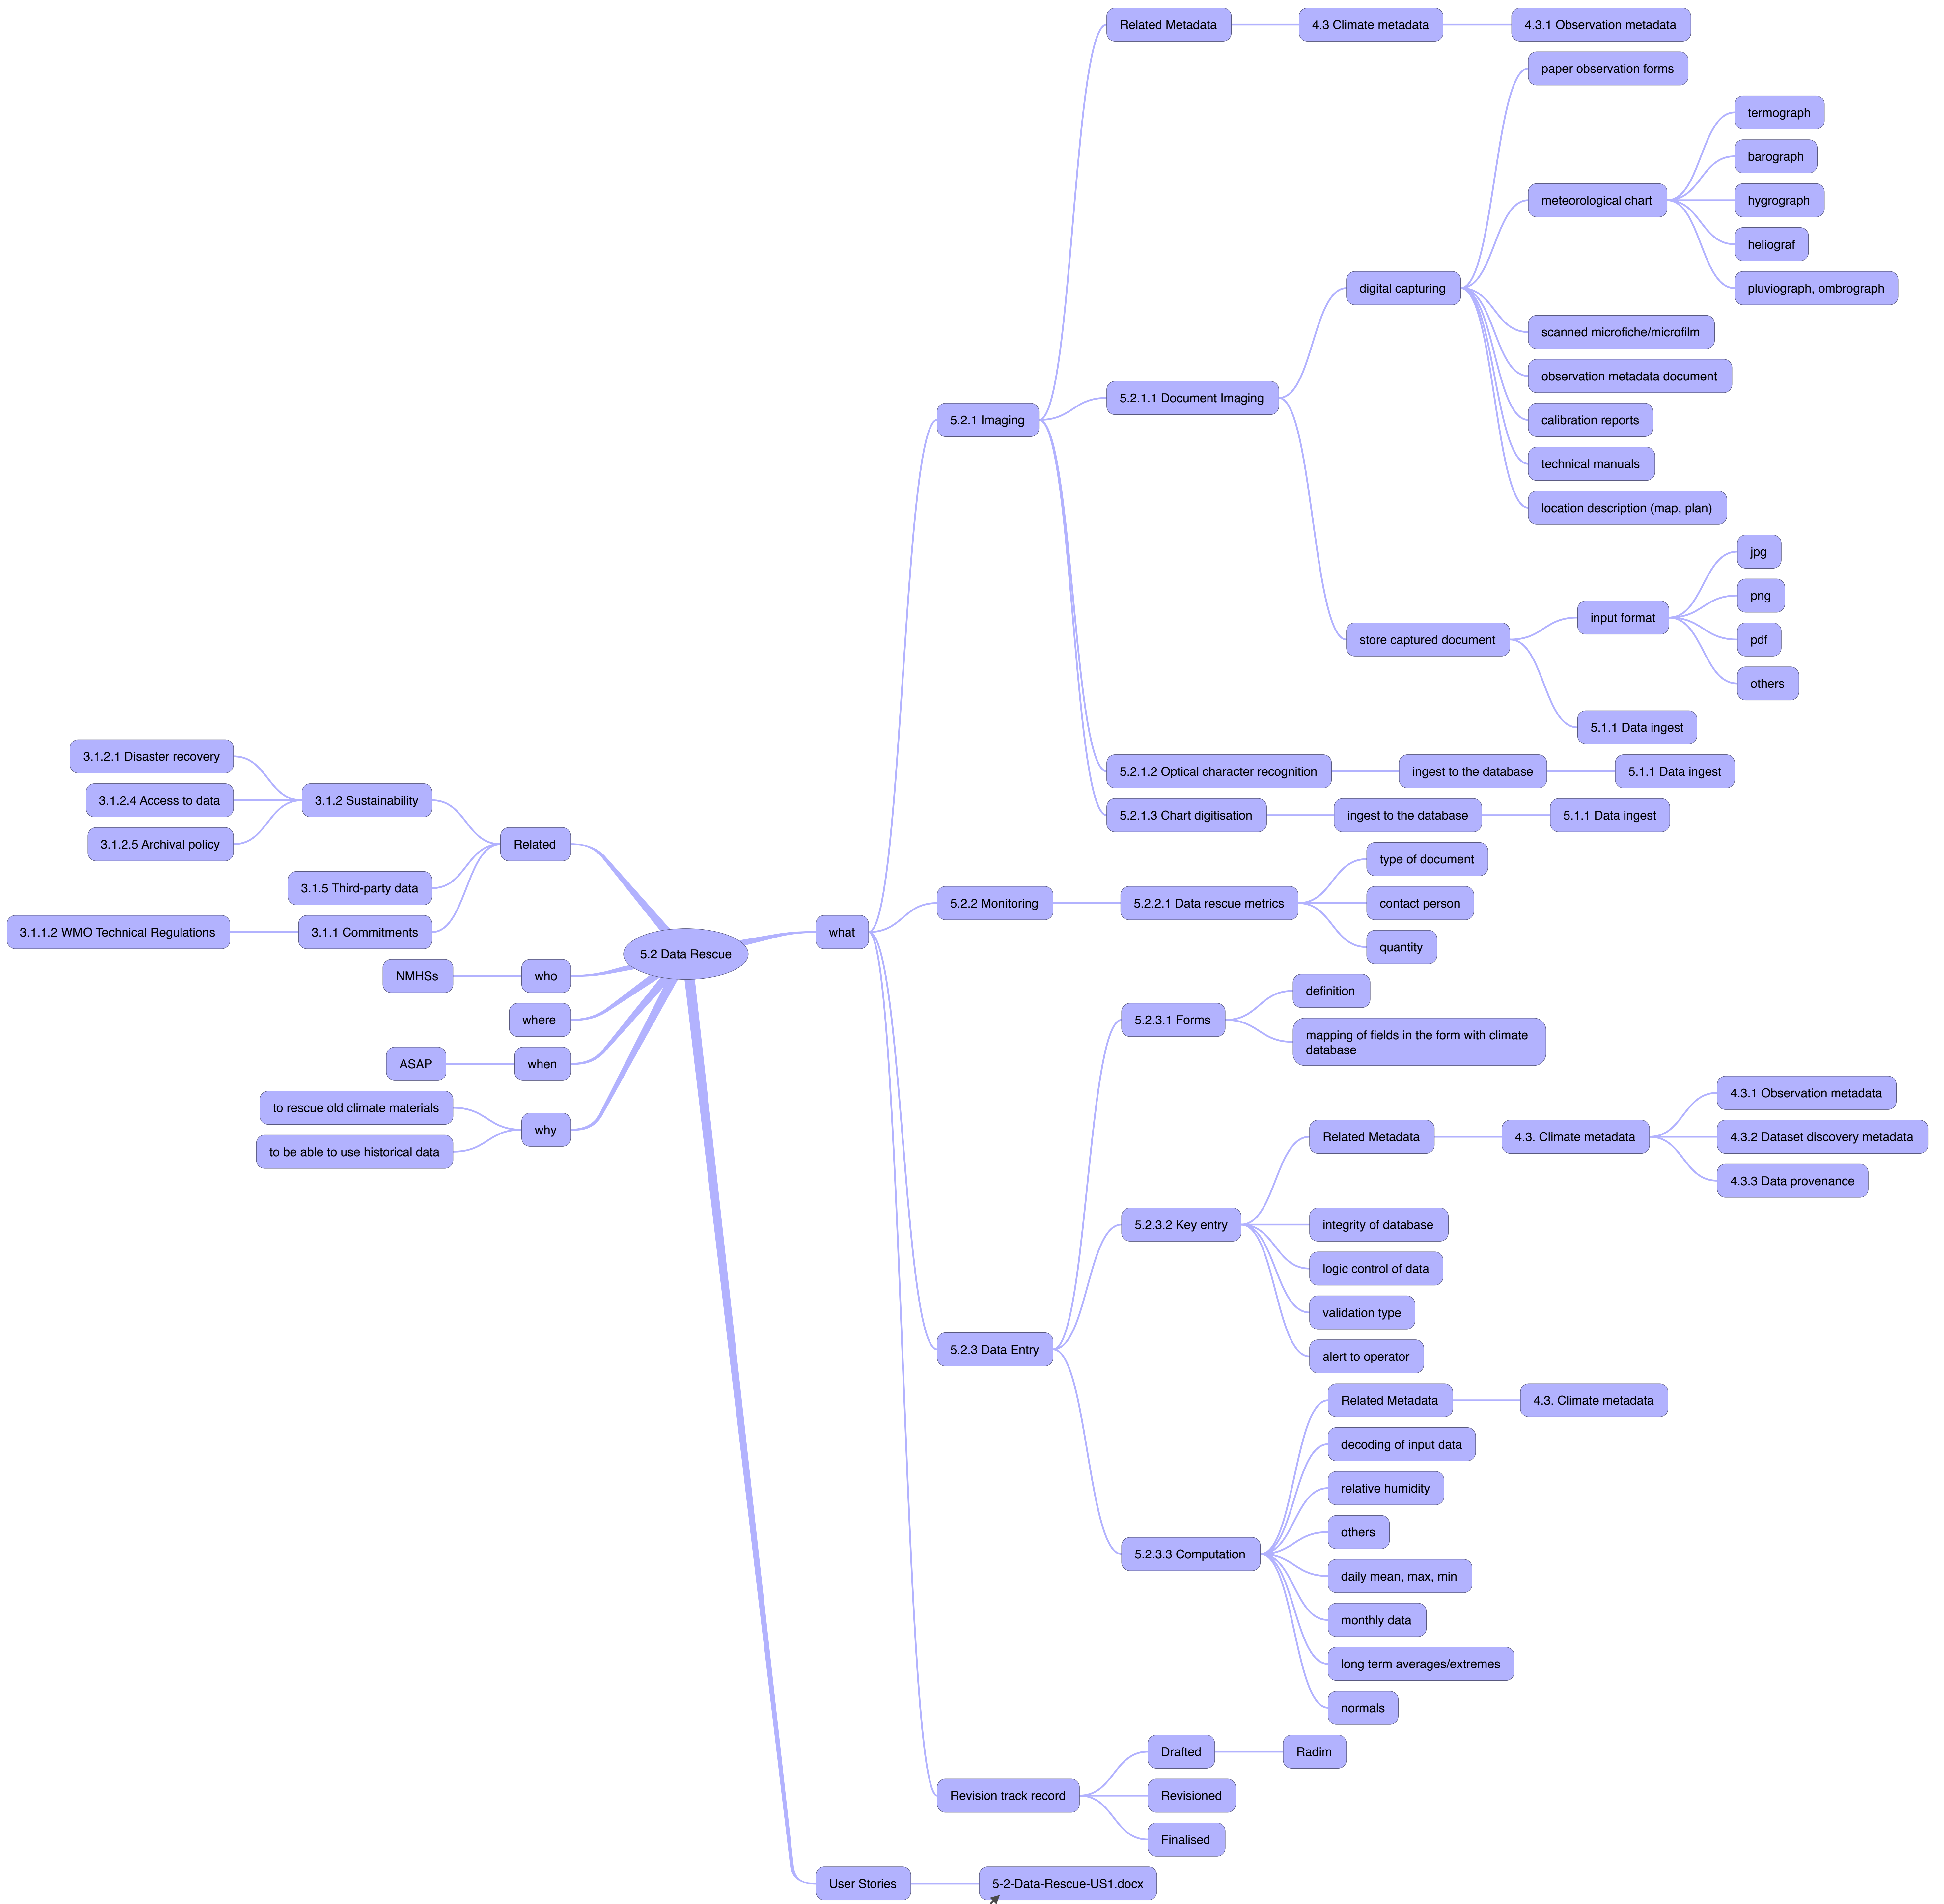 5.2 Data Rescue
Related
3.1.2 Sustainability
3.1.2.1 Disaster recovery
3.1.2.4 Access to data
3.1.2.5 Archival policy
3.1.5 Third-party data
3.1.1 Commitments
3.1.1.2 WMO Technical Regulations
who
NMHSs
where
when
ASAP
why
to rescue old climate materials
to be able to use historical data
what
5.2.1 Imaging
Related Metadata
4.3 Climate metadata
4.3.1 Observation metadata
5.2.1.1 Document Imaging
digital capturing
paper observation forms
meteorological chart
termograph
barograph
hygrograph
heliograf
pluviograph, ombrograph
scanned microfiche/microfilm
observation metadata document
calibration reports
technical manuals
location description (map, plan)
store captured document
input format
jpg
png
pdf
others
5.1.1 Data ingest
5.2.1.2 Optical character recognition
ingest to the database
5.1.1 Data ingest
5.2.1.3 Chart digitisation
ingest to the database
5.1.1 Data ingest
5.2.2 Monitoring
5.2.2.1 Data rescue metrics
type of document
contact person
quantity
5.2.3 Data Entry
5.2.3.1 Forms
definition
mapping of fields in the form with climate
database
5.2.3.2 Key entry
Related Metadata
4.3. Climate metadata
4.3.1 Observation metadata
4.3.2 Dataset discovery metadata
4.3.3 Data provenance
integrity of database
logic control of data
validation type
alert to operator
5.2.3.3 Computation
Related Metadata
4.3. Climate metadata
decoding of input data
relative humidity
others
daily mean, max, min
monthly data
long term averages/extremes
normals
Revision track record
Drafted
Radim
Revisioned
Finalised
User Stories
5-2-Data-Rescue-US1.docx